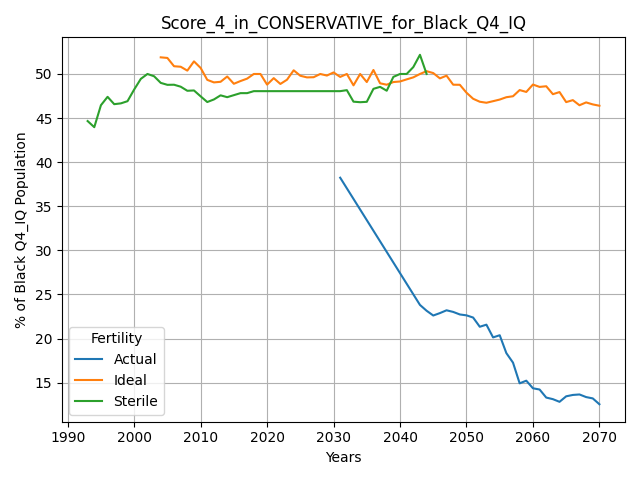 Score_4_in_CONSERVATIVE_for_Black_Q4_IQ
% of Black Q4_IQ Population
50
45
40
35
30
25
20
15
Fertility
Actual
Ideal
Sterile
1990 2000 2010 2020 2030 2040 2050 2060 2070
Years